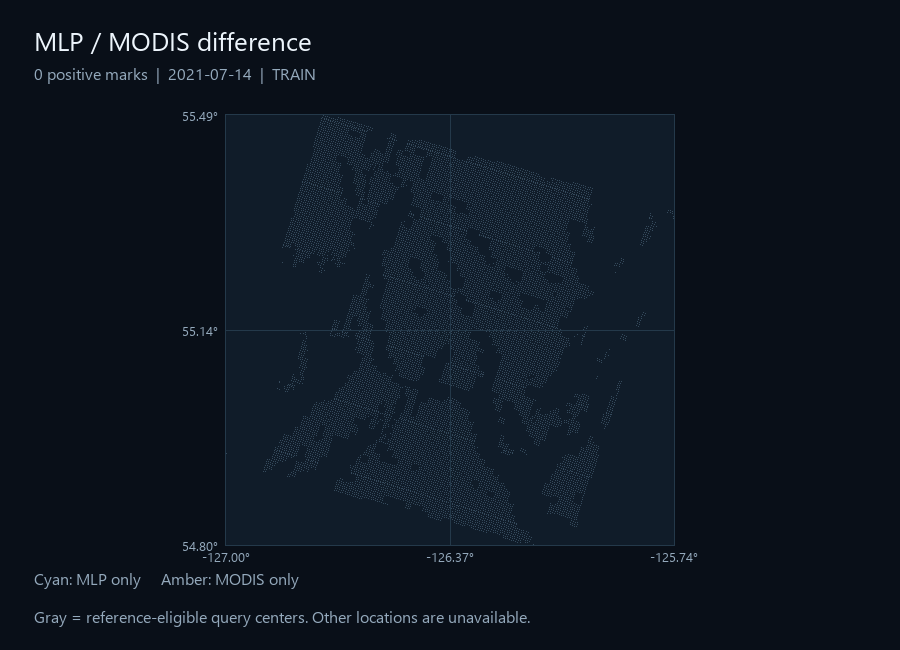 MLP / MODIS difference
0 positive marks | 2021-07-14 | TRAIN
55.49°
55.14°
54.80°
-127.00° -126.37° -125.74°
Cyan: MLP only Amber: MODIS only
Gray = reference-eligible query centers. Other locations are unavailable.